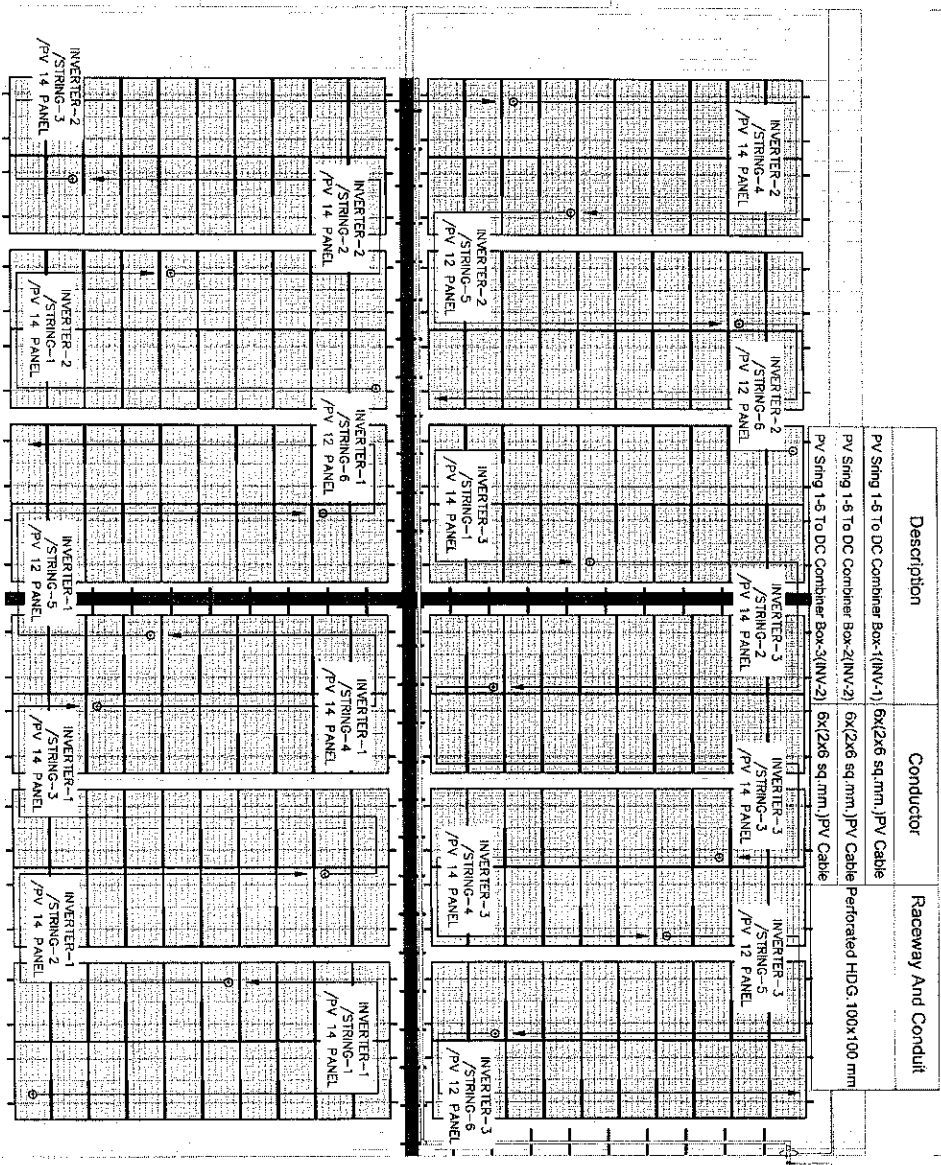 Description
Conductor
Raceway And Conduit
PV Sring 1-6 To DC Combiner Box-1(INV-1)
6x(2x6 sq.mm.)PV Cable
PV Sring 1-6 To DC Combiner Box-2(INV-2)
6x(2x6 sq.mm.)PV Cable
Perforated HDG.100x100 mm
PV Sring 1-6 To DC Combiner Box-3(INV-2)
6x(2x6 sq.mm.)PV Cable
INVERTER-2
/STRING-4
/PV 14 PANEL
INVERTER-2
/STRING-6
/PV 12 PANEL
INVERTER-3
/STRING-2
/PV 14 PANEL
INVERTER-3
/STRING-3
/PV 14 PANEL
INVERTER-3
/STRING-5
/PV 12 PANEL
INVERTER-2
/STRING-5
/PV 12 PANEL
INVERTER-3
/STRING-1
/PV 14 PANEL
INVERTER-3
/STRING-4
/PV 14 PANEL
INVERTER-3
/STRING-6
/PV 12 PANEL
INVERTER-2
/STRING-2
/PV 14 PANEL
INVERTER-1
/STRING-6
/PV 12 PANEL
INVERTER-1
/STRING-4
/PV 14 PANEL
INVERTER-1
/STRING-1
/PV 14 PANEL
INVERTER-2
/STRING-3
/PV 14 PANEL
INVERTER-2
/STRING-1
/PV 14 PANEL
INVERTER-1
/STRING-5
/PV 12 PANEL
INVERTER-1
/STRING-3
/PV 14 PANEL
INVERTER-1
/STRING-2
/PV 14 PANEL